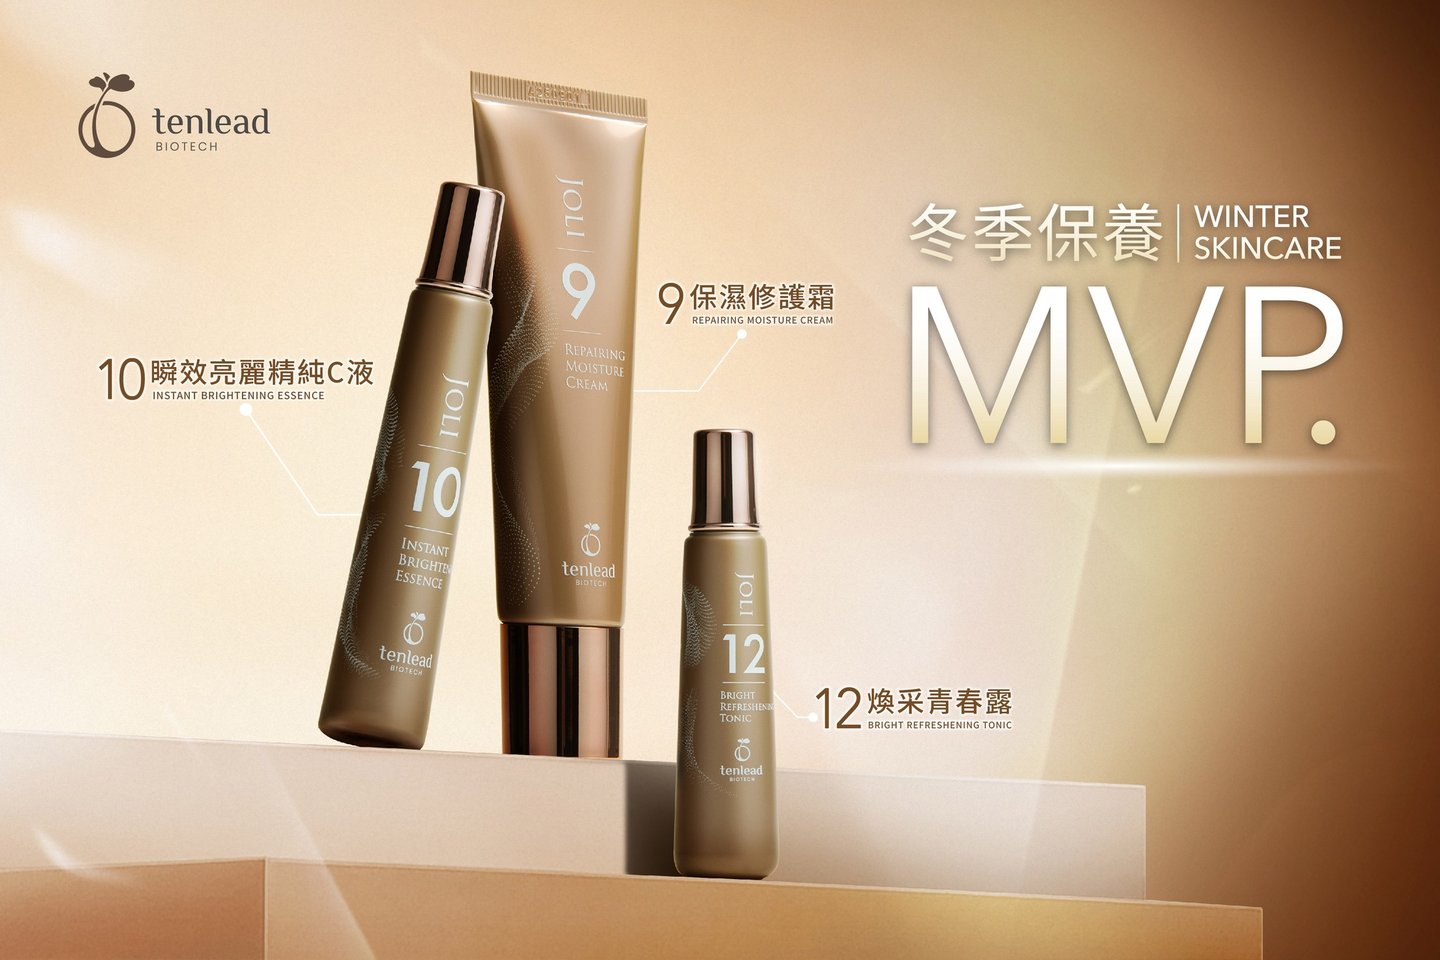 tenlead
BIOTECH
冬季保養
WINTER
SKINCARE
MVP.
9保濕修護霜
REPAIRING MOISTURE CREAM
10瞬效亮麗精純C液
INSTANT BRIGHTENING ESSENCE
12煥采青春露
BRIGHT REFRESHENING TONIC
JOLI
9
REPAIRING
MOISTURE
CREAM
tenlead
BIOTECH
JOLI
10
INSTANT
BRIGHTEN
ESSENCE
tenlead
BIOTECH
JOLI
12
BRIGHT
REFRESHENING
TONIC
tenlead
BIOTECH